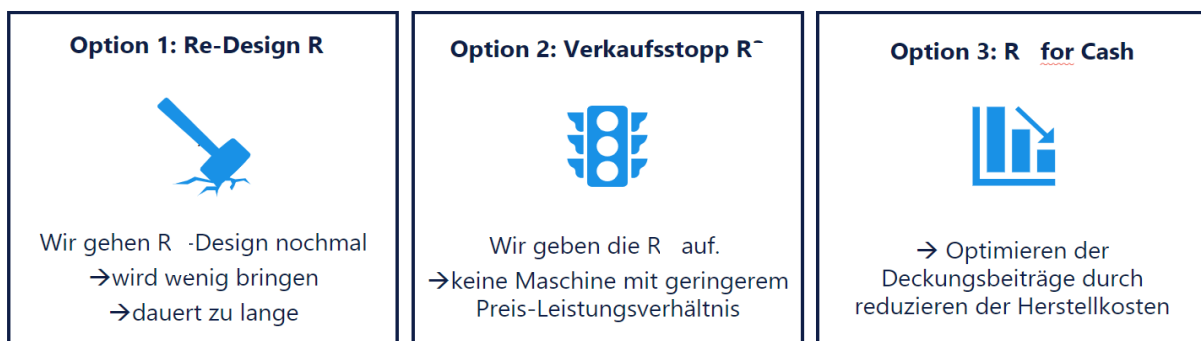 Option 1: Re-Design R
Wir gehen R -Design nochmal
→wird wenig bringen
→dauert zu lange
Option 2: Verkaufsstopp R
Wir geben die R auf.
→keine Maschine mit geringerem
Preis-Leistungsverhältnis
Option 3: R for Cash
→ Optimieren der
Deckungsbeiträge durch
reduzieren der Herstellkosten